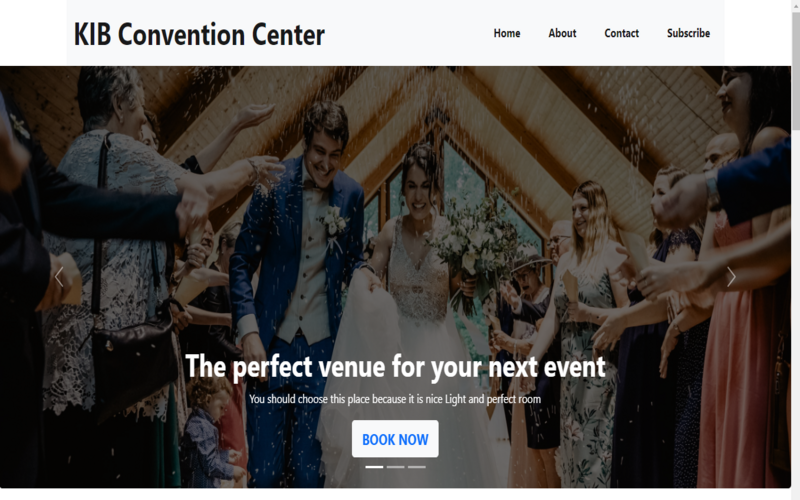 KIB Convention Center
Home About Contact Subscribe
The perfect venue for your next event
You should choose this place because it is nice Light and perfect room
BOOK NOW